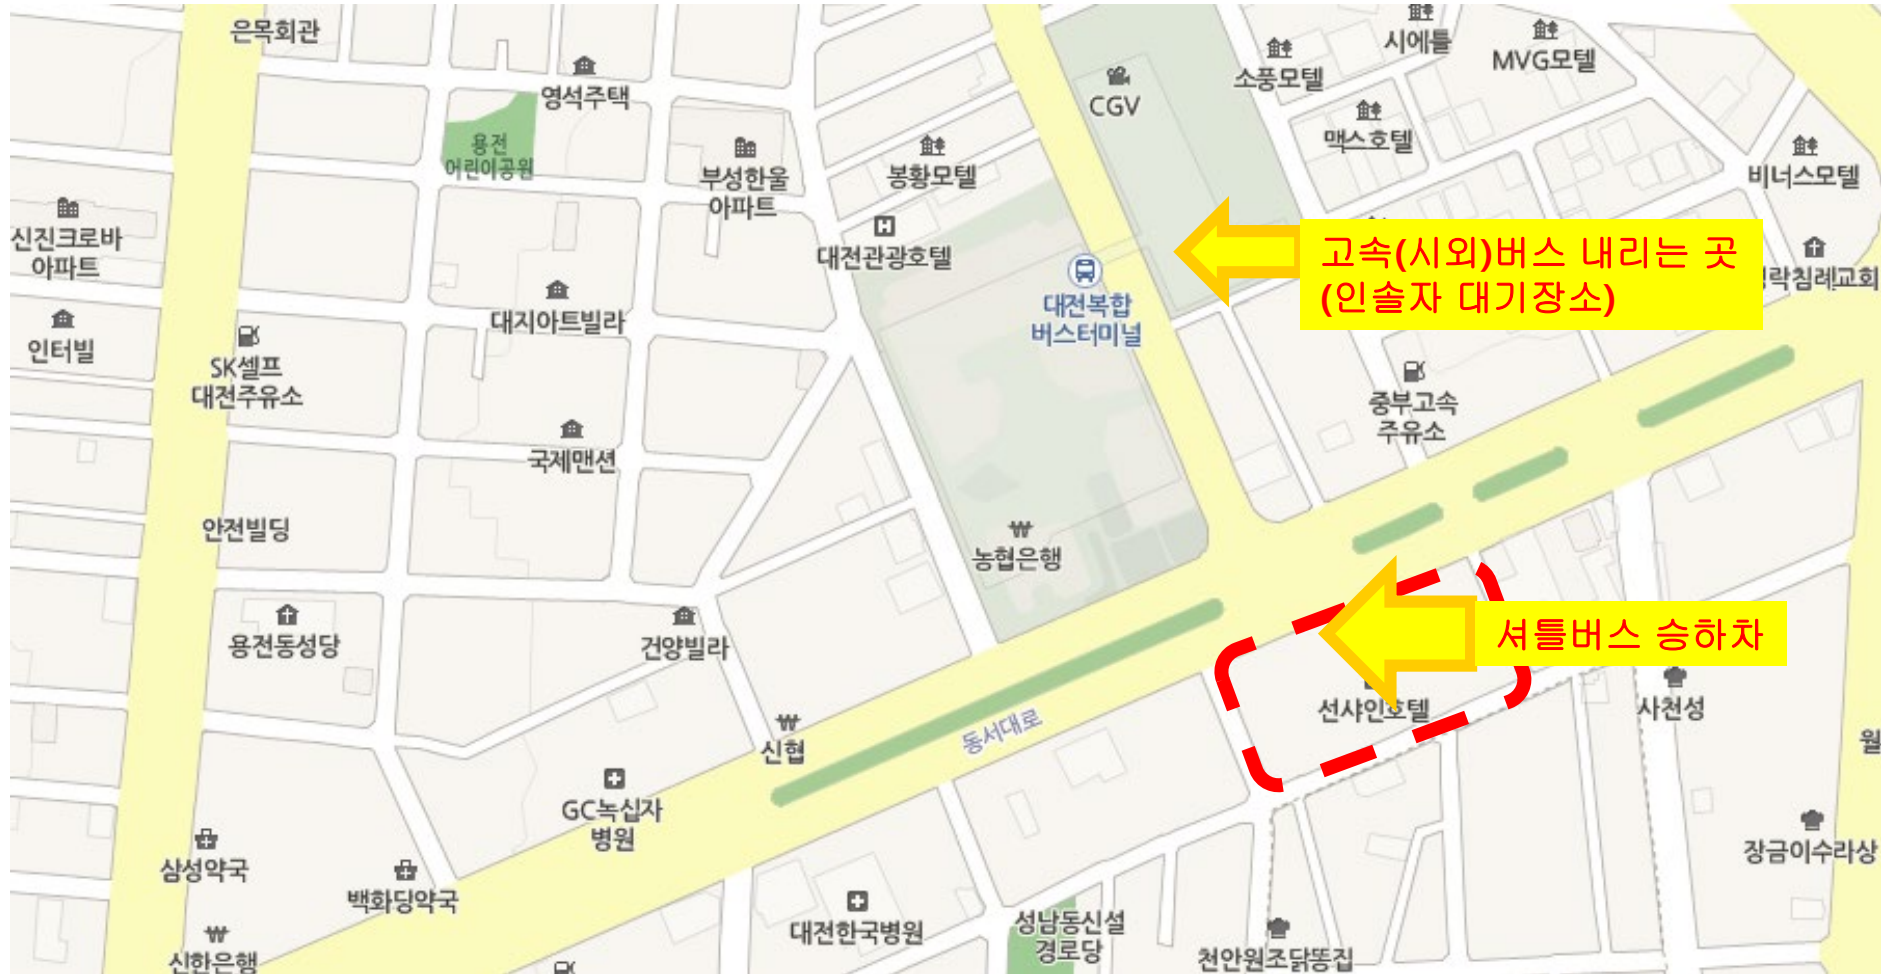 은목회관
영석주택
용전
어린이공원
부성한울
아파트
봉황모텔
대전관광호텔
CGV
소풍모텔
시에틀
MVG모텔
맥스호텔
비너스모텔
신진크로바
아파트
인터빌
SK셀프
대전주유소
대지아트빌라
국제맨션
대전복합
버스터미널
고속(시외)버스 내리는 곳
(인솔자 대기장소)
락침례교회
중부고속
주유소
안전빌딩
농협은행
용전동성당
건양빌라
셔틀버스 승하차
선샤인호텔
사천성
월
신협
동서대로
GC녹십자
병원
삼성약국
백화당약국
신한은행
대전한국병원
성남동신설
경로당
천안원조닭똥집
장금이수라상